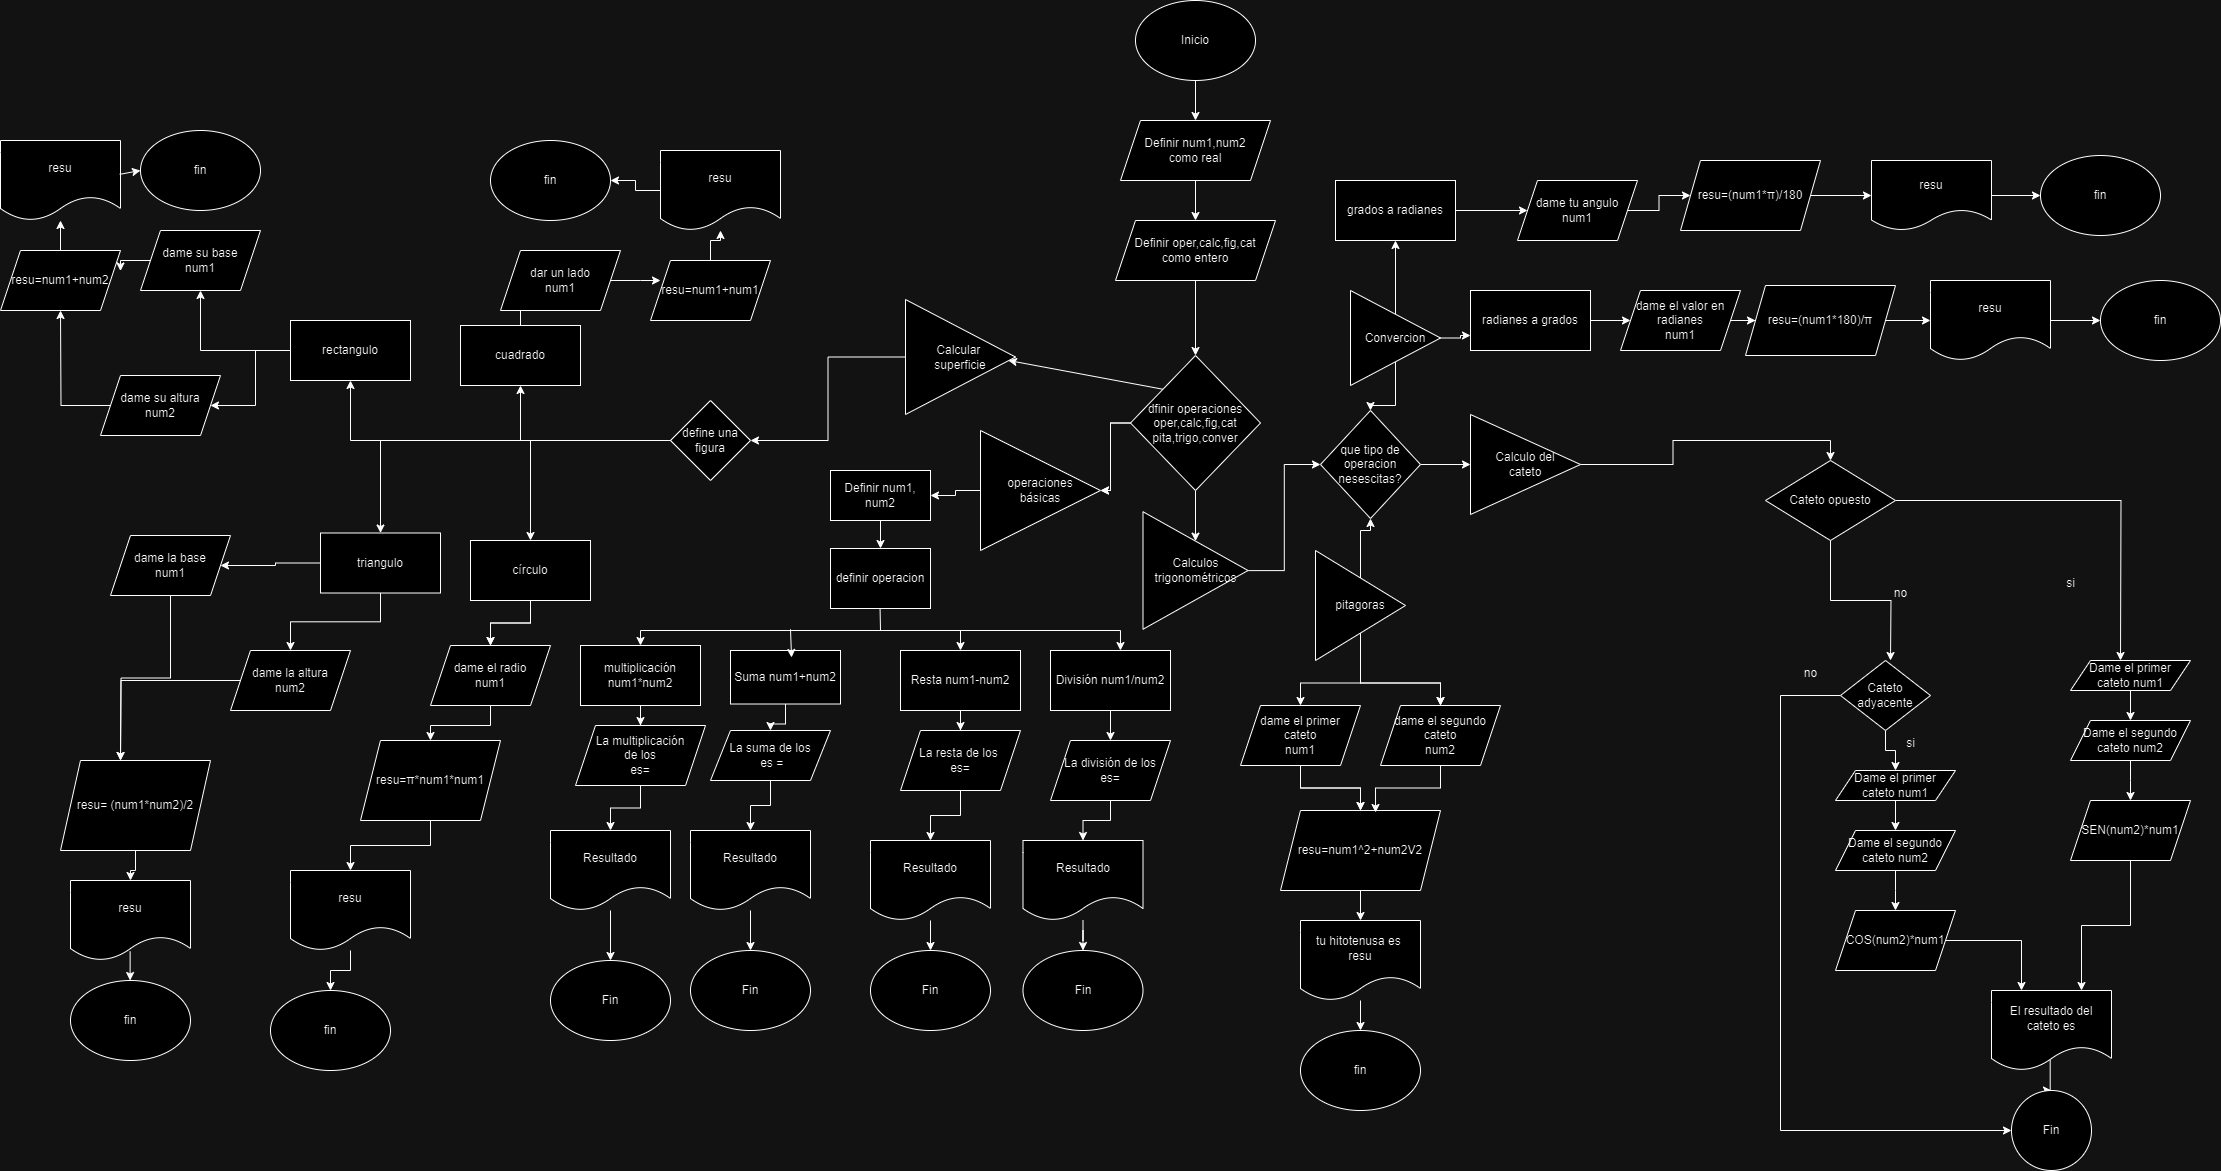 Inicio
Definir num1,num2
como real
Definir oper,calc,fig,cat
como entero
dfinir operaciones
oper,calc,fig,cat
pita,trigo,conver
Calcular
superficie
define una
figura
rectangulo
dame su base
num1
dame su altura
num2
resu=num1+num2
resu
fin
cuadrado
dar un lado
num1
resu=num1+num1
resu
fin
triangulo
dame la base
num1
dame la altura
num2
resu= (num1*num2)/2
resu
fin
círculo
dame el radio
num1
resu=π*num1*num1
resu
fin
operaciones
básicas
Definir num1,
num2
definir operacion
multiplicación
num1*num2
La multiplicación
de los
es=
Resultado
Fin
Suma num1+num2
La suma de los
es =
Resultado
Fin
Resta num1-num2
La resta de los
es=
Resultado
Fin
División num1/num2
La división de los
es=
Resultado
Fin
Calculos
trigonométricos
que tipo de
operacion
nesescitas?
Convercion
grados a radianes
dame tu angulo
num1
resu=(num1*π)/180
resu
fin
radianes a grados
dame el valor en
radianes
num1
resu=(num1*180)/π
resu
fin
pitagoras
dame el primer
cateto
num1
dame el segundo
cateto
num2
resu=num1^2+num2V2
tu hitotenusa es
resu
fin
Calculo del
cateto
Cateto opuesto
no
si
Cateto
adyacente
no
si
Dame el primer
cateto num1
Dame el segundo
cateto num2
COS(num2)*num1
Dame el primer
cateto num1
Dame el segundo
cateto num2
SEN(num2)*num1
El resultado del
cateto es
Fin